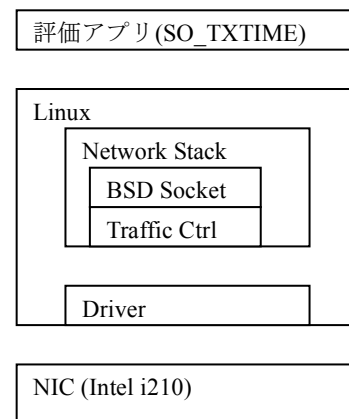 評価アプリ(SO_TXTIME)
Linux
Network Stack
BSD Socket
Traffic Ctrl
Driver
NIC (Intel i210)